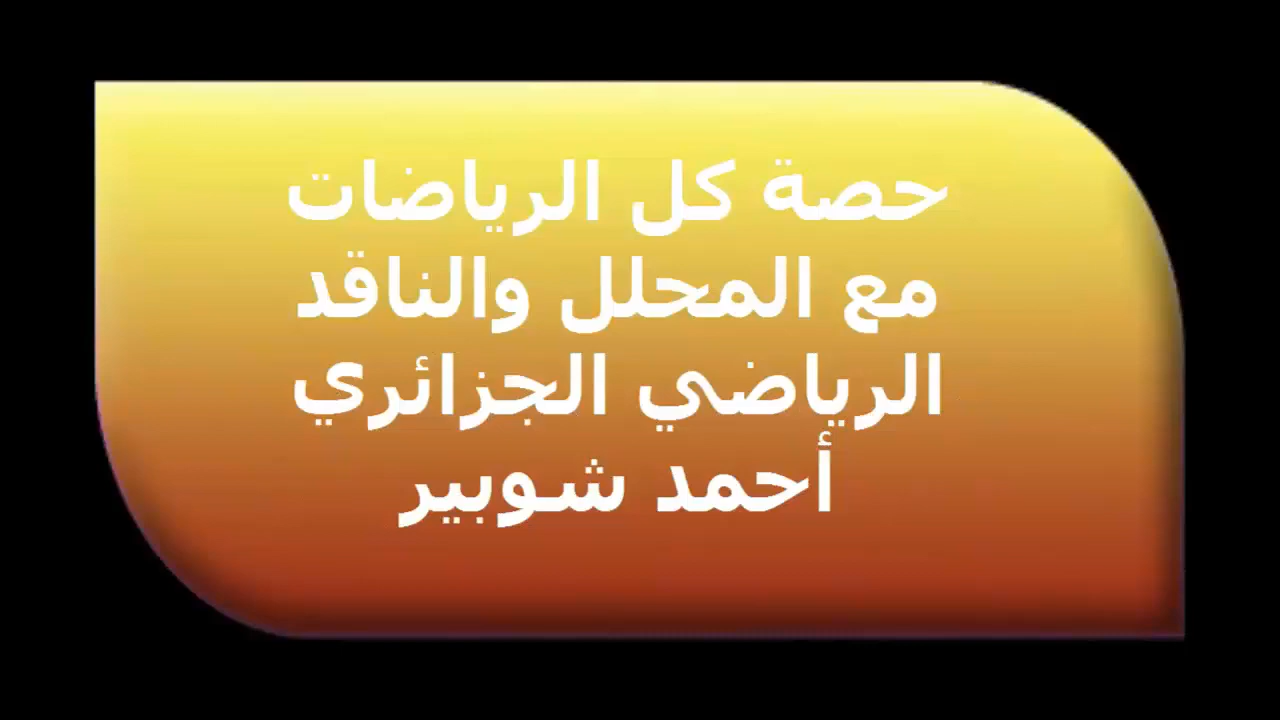 حصة كل الرياضات
مع المحلل والناقد
الرياضي الجزائري
أحمد شوبير